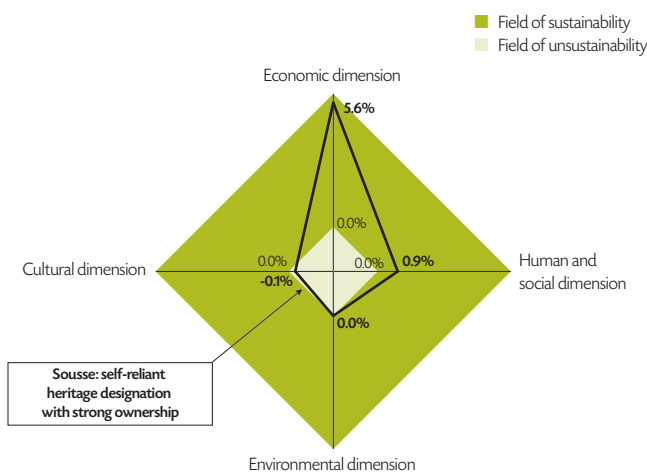 Field of sustainability
Field of unsustainability
Economic dimension
5.6%
0.0%
0.0%
0.0%
0.9%
Cultural dimension
Human and
social dimension
-0.1%
0.0%
Sousse: self-reliant
heritage designation
with strong ownership
Environmental dimension